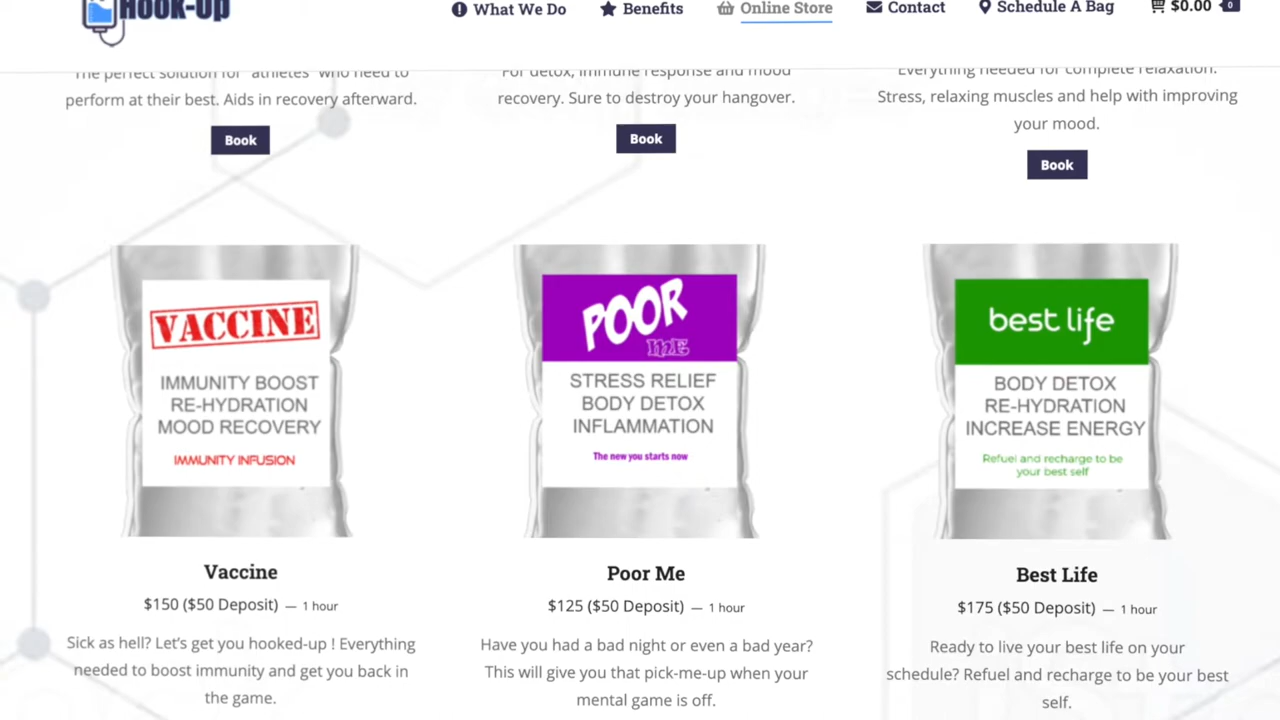 HOOK-UP
What We Do
Benefits
Online Store
Contact
Schedule A Bag
$0.00 0
The perfect solution for "athletes" who need to
perform at their best. Aids in recovery afterward.
Book
For detox, immune response and mood
recovery. Sure to destroy your hangover.
Book
Everything needed for complete relaxation.
Stress, relaxing muscles and help with improving
your mood.
Book
VACCINE
IMMUNITY BOOST
RE-HYDRATION
MOOD RECOVERY
IMMUNITY INFUSION
Vaccine
$150 ($50 Deposit) — 1 hour
Sick as hell? Let's get you hooked-up ! Everything
needed to boost immunity and get you back in
the game.
POOR
ME
STRESS RELIEF
BODY DETOX
INFLAMMATION
The new you starts now
Poor Me
$125 ($50 Deposit) — 1 hour
Have you had a bad night or even a bad year?
This will give you that pick-me-up when your
mental game is off.
best life
BODY DETOX
RE-HYDRATION
INCREASE ENERGY
Refuel and recharge to be
your best self
Best Life
$175 ($50 Deposit) — 1 hour
Ready to live your best life on your
schedule? Refuel and recharge to be your best
self.